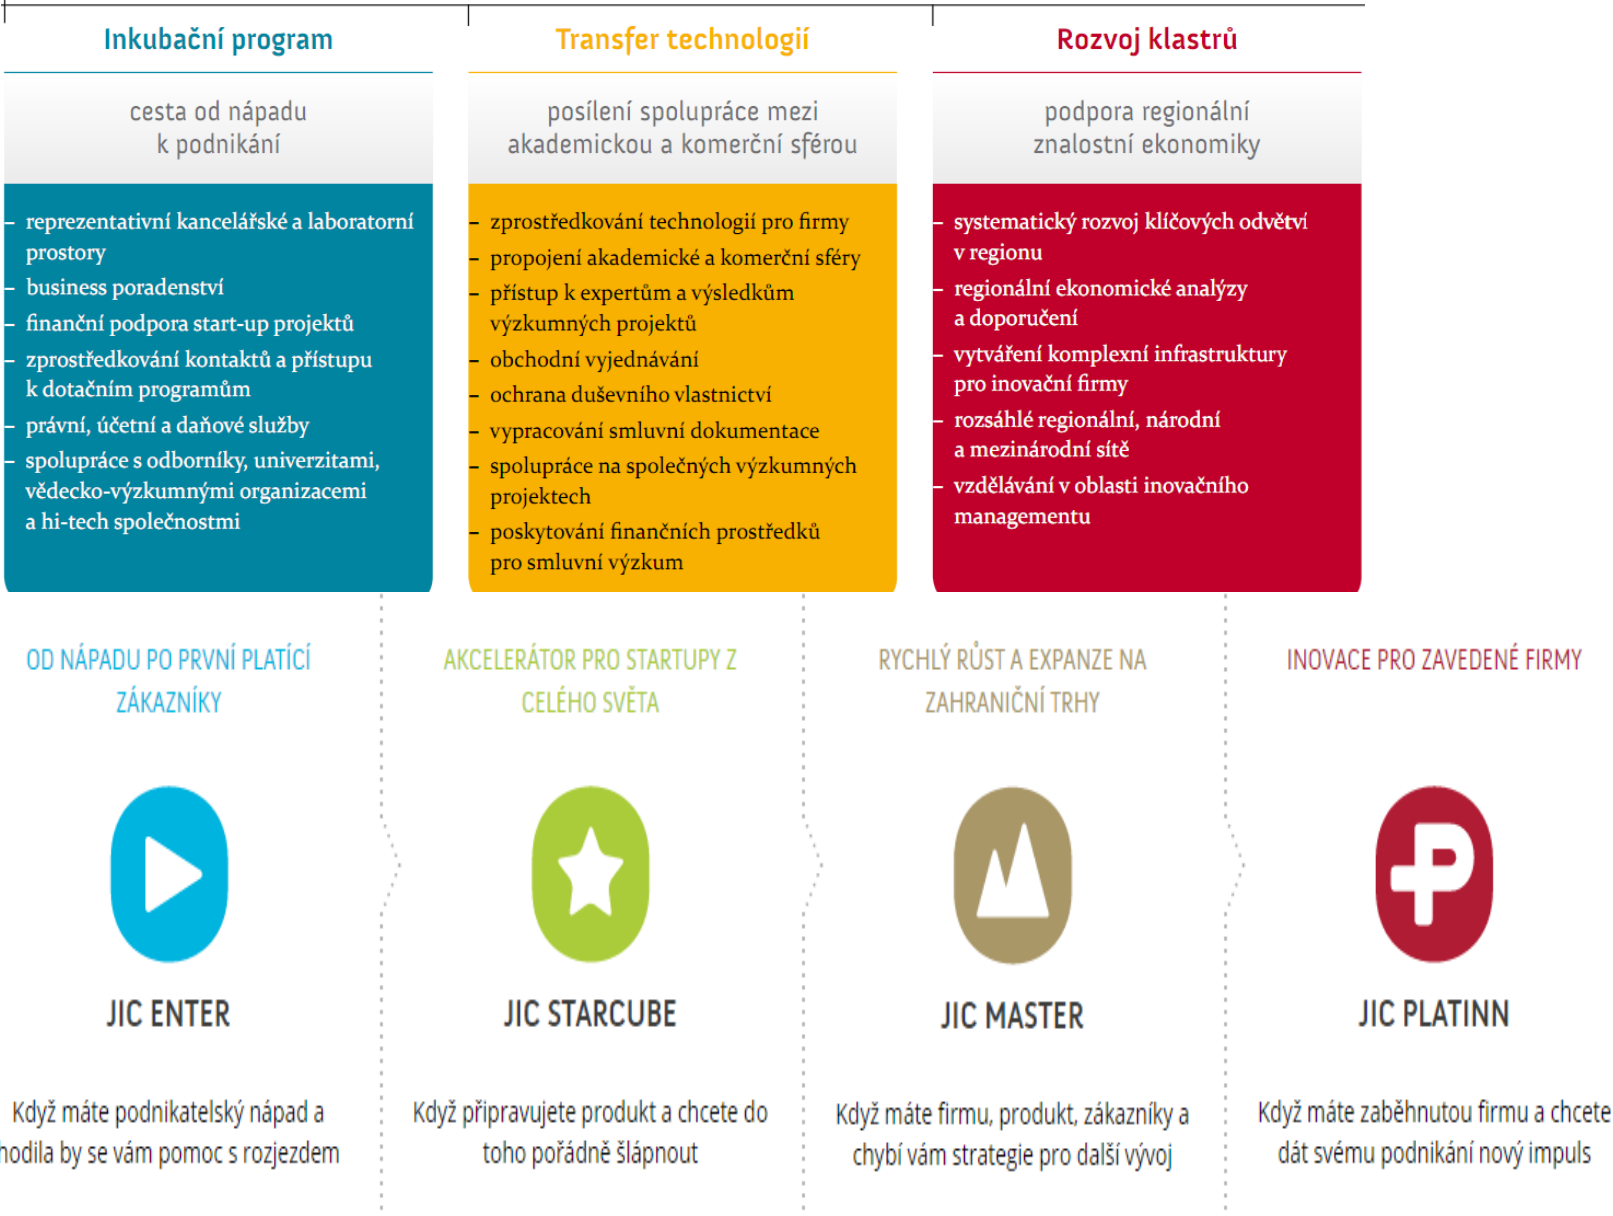 Inkubační program
cesta od nápadu
k podnikání
– reprezentativní kancelářské a laboratorní
prostory
– business poradenství
– finanční podpora start-up projektů
– zprostředkování kontaktů a přístupu
k dotačním programům
– právní, účetní a daňové služby
– spolupráce s odborníky, univerzitami,
vědecko-výzkumnými organizacemi
a hi-tech společnostmi
Transfer technologií
posílení spolupráce mezi
akademickou a komerční sférou
– zprostředkování technologií pro firmy
– propojení akademické a komerční sféry
– přístup k expertům a výsledkům
výzkumných projektů
– obchodní vyjednávání
– ochrana duševního vlastnictví
– vypracování smluvní dokumentace
– spolupráce na společných výzkumných
projektech
– poskytování finančních prostředků
pro smluvní výzkum
Rozvoj klastrů
podpora regionální
znalostní ekonomiky
– systematický rozvoj klíčových odvětví
v regionu
– regionální ekonomické analýzy
a doporučení
– vytváření komplexní infrastruktury
pro inovační firmy
– rozsáhlé regionální, národní
a mezinárodní sítě
– vzdělávání v oblasti inovačního
managementu
OD NÁPADU PO PRVNÍ PLATÍCÍ
ZÁKAZNÍKY
JIC ENTER
Když máte podnikatelský nápad a
hodila by se vám pomoc s rozjezdem
AKCELERÁTOR PRO STARTUPY Z
CELÉHO SVĚTA
JIC STARCUBE
Když připravujete produkt a chcete do
toho pořádně šlápnout
RYCHLÝ RŮST A EXPANZE NA
ZAHRANIČNÍ TRHY
JIC MASTER
Když máte firmu, produkt, zákazníky a
chybí vám strategie pro další vývoj
INOVACE PRO ZAVEDENÉ FIRMY
JIC PLATINN
Když máte zaběhnutou firmu a chcete
dát svému podnikání nový impuls